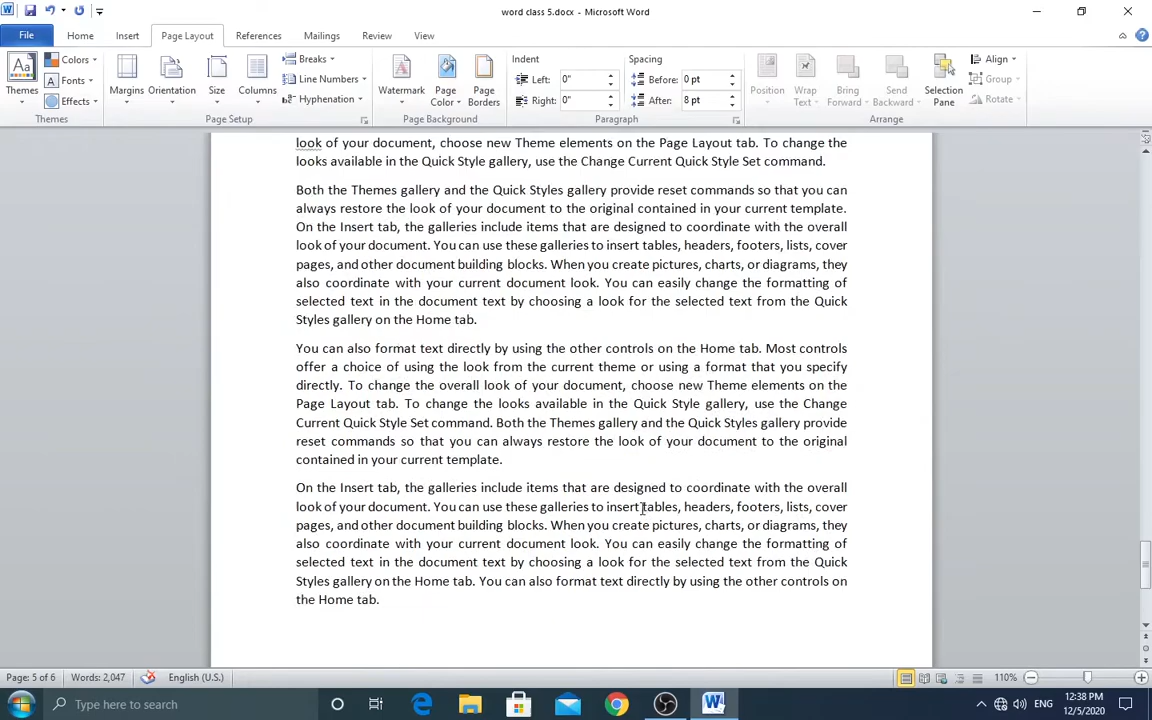 word class 5.docx - Microsoft Word
File Home Insert Page Layout References Mailings Review View
Themes
Colors
Fonts
Effects
Themes
Margins
Orientation
Size
Columns
Breaks
Line Numbers
Hyphenation
Page Setup
Watermark
Page Color
Page Borders
Page Background
Indent
Left: 0"
Right: 0"
Spacing
Before: 0 pt
After: 8 pt
Paragraph
Position
Wrap Text
Bring Forward
Send Backward
Selection Pane
Align
Group
Rotate
Arrange
look of your document, choose new Theme elements on the Page Layout tab. To change the
looks available in the Quick Style gallery, use the Change Current Quick Style Set command.
Both the Themes gallery and the Quick Styles gallery provide reset commands so that you can
always restore the look of your document to the original contained in your current template.
On the Insert tab, the galleries include items that are designed to coordinate with the overall
look of your document. You can use these galleries to insert tables, headers, footers, lists, cover
pages, and other document building blocks. When you create pictures, charts, or diagrams, they
also coordinate with your current document look. You can easily change the formatting of
selected text in the document text by choosing a look for the selected text from the Quick
Styles gallery on the Home tab.
You can also format text directly by using the other controls on the Home tab. Most controls
offer a choice of using the look from the current theme or using a format that you specify
directly. To change the overall look of your document, choose new Theme elements on the
Page Layout tab. To change the looks available in the Quick Style gallery, use the Change
Current Quick Style Set command. Both the Themes gallery and the Quick Styles gallery provide
reset commands so that you can always restore the look of your document to the original
contained in your current template.
On the Insert tab, the galleries include items that are designed to coordinate with the overall
look of your document. You can use these galleries to insert tables, headers, footers, lists, cover
pages, and other document building blocks. When you create pictures, charts, or diagrams, they
also coordinate with your current document look. You can easily change the formatting of
selected text in the document text by choosing a look for the selected text from the Quick
Styles gallery on the Home tab. You can also format text directly by using the other controls on
the Home tab.
Page: 5 of 6 Words: 2,047 English (U.S.) 110%
Type here to search
ENG
12:38 PM
12/5/2020